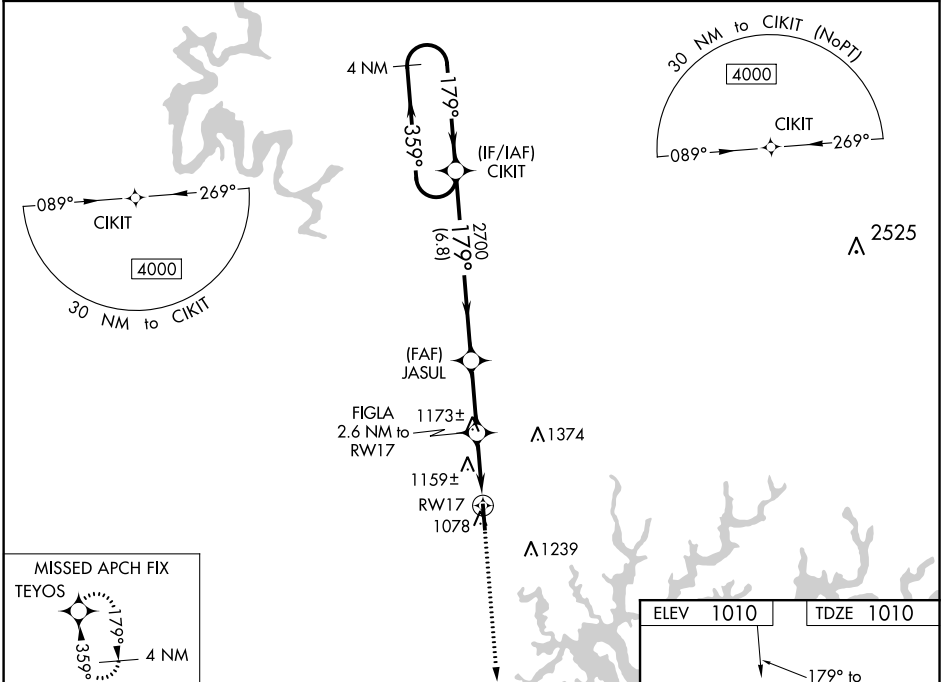 4 NM
179°
359°
(IF/IAF)
CIKIT
30 NM to CIKIT (NoPT)
4000
CIKIT
089°
269°
089°
269°
CIKIT
4000
30 NM to CIKIT
2700
179°
(6.8)
2525
(FAF)
JASUL
FIGLA
2.6 NM to
RW17
1173±
1374
1159±
RW17
1078
1239
MISSED APCH FIX
TEYOS
179°
359°
4 NM
ELEV 1010
TDZE 1010
179° to